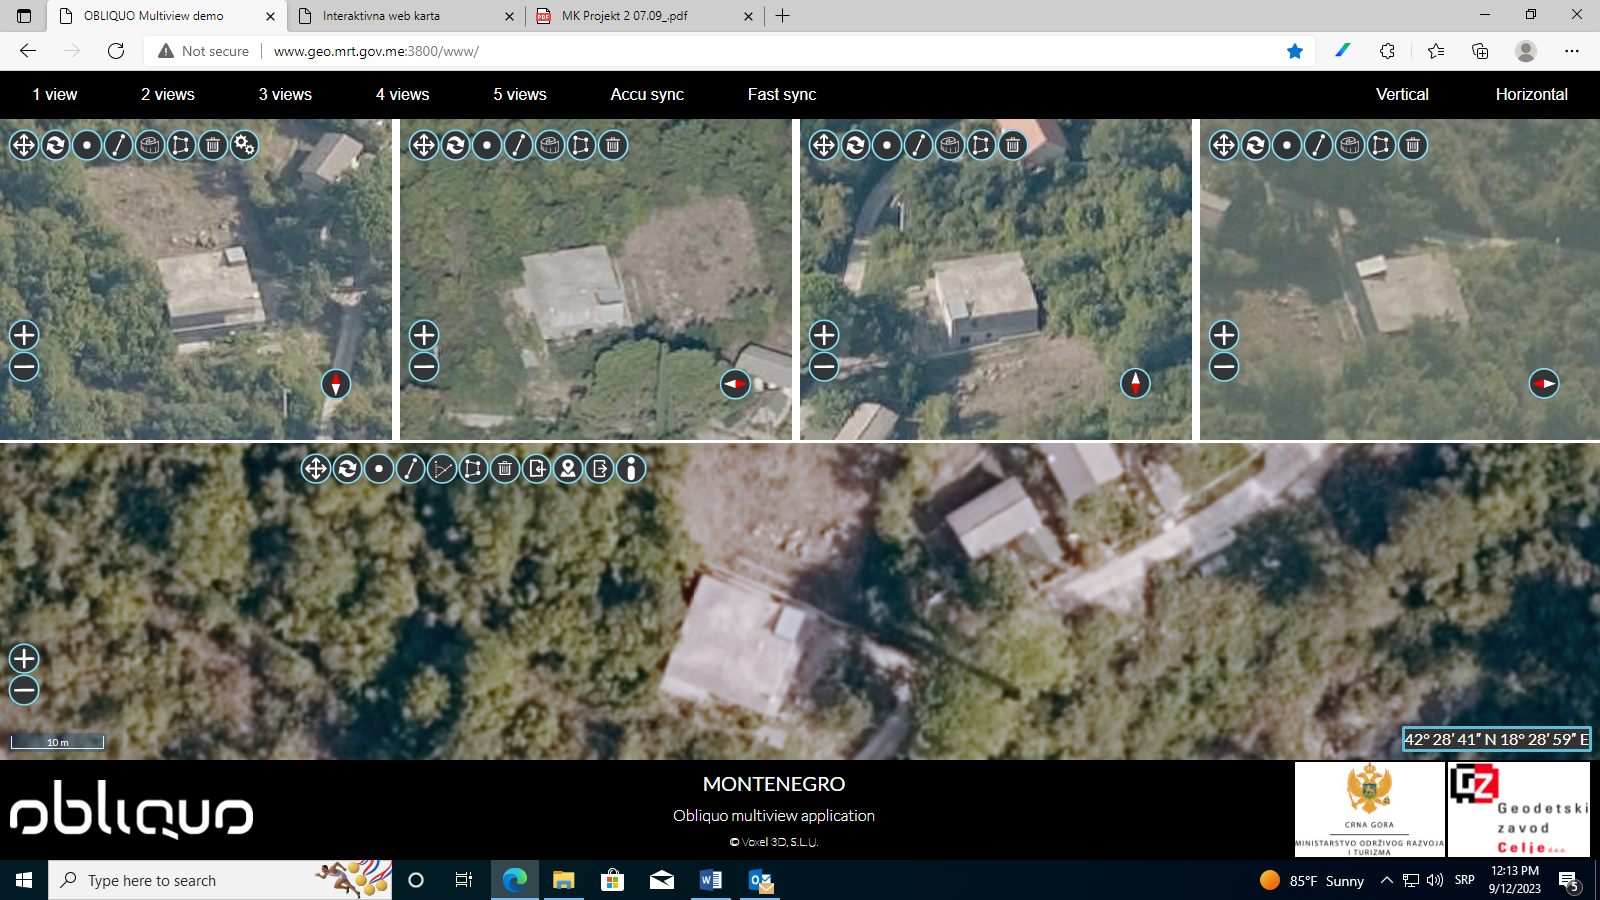 OBLIQUO Multiview demo
Interaktivna web karta
MK Projekt 2 07.09_.pdf
Not secure
www.geo.mrt.gov.me:3800/www/
1 view
2 views
3 views
4 views
5 views
Accu sync
Fast sync
Vertical
Horizontal
10 m
42° 28′ 41″ N 18° 28′ 59″ E
obliquo
MONTENEGRO
Obliquo multiview application
© Voxel 3D, S.L.U.
CRNA GORA
MINISTARSTVO ODRŽIVOG RAZVOJA
I TURIZMA
GZ
Geodetski
zavod
Celje d.o.o.
Type here to search
85°F Sunny
SRP
12:13 PM
9/12/2023
5